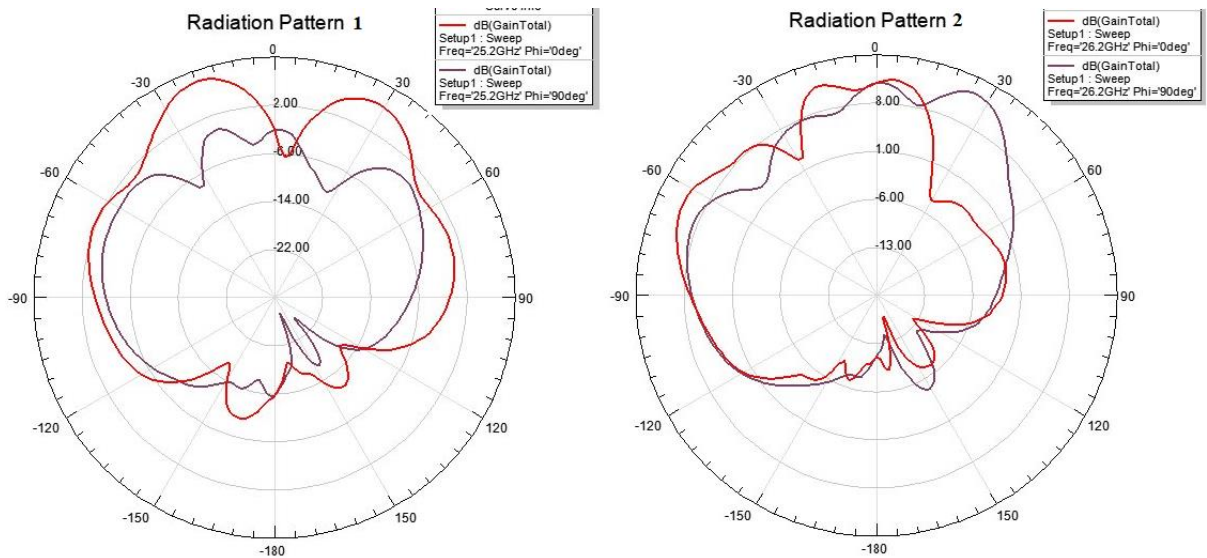 Radiation Pattern 1
Curve Info
dB(GainTotal)
Setup1 : Sweep
Freq='25.2GHz' Phi='0deg'
dB(GainTotal)
Setup1 : Sweep
Freq='25.2GHz' Phi='90deg'
0
-30
30
2.00
-6.00
-60
60
-14.00
-22.00
-90
90
-120
120
-150
150
-180
Radiation Pattern 2
dB(GainTotal)
Setup1 : Sweep
Freq='26.2GHz' Phi='0deg'
dB(GainTotal)
Setup1 : Sweep
Freq='26.2GHz' Phi='90deg'
0
-30
30
8.00
1.00
-60
60
-6.00
-13.00
-90
90
-120
120
-150
150
-180